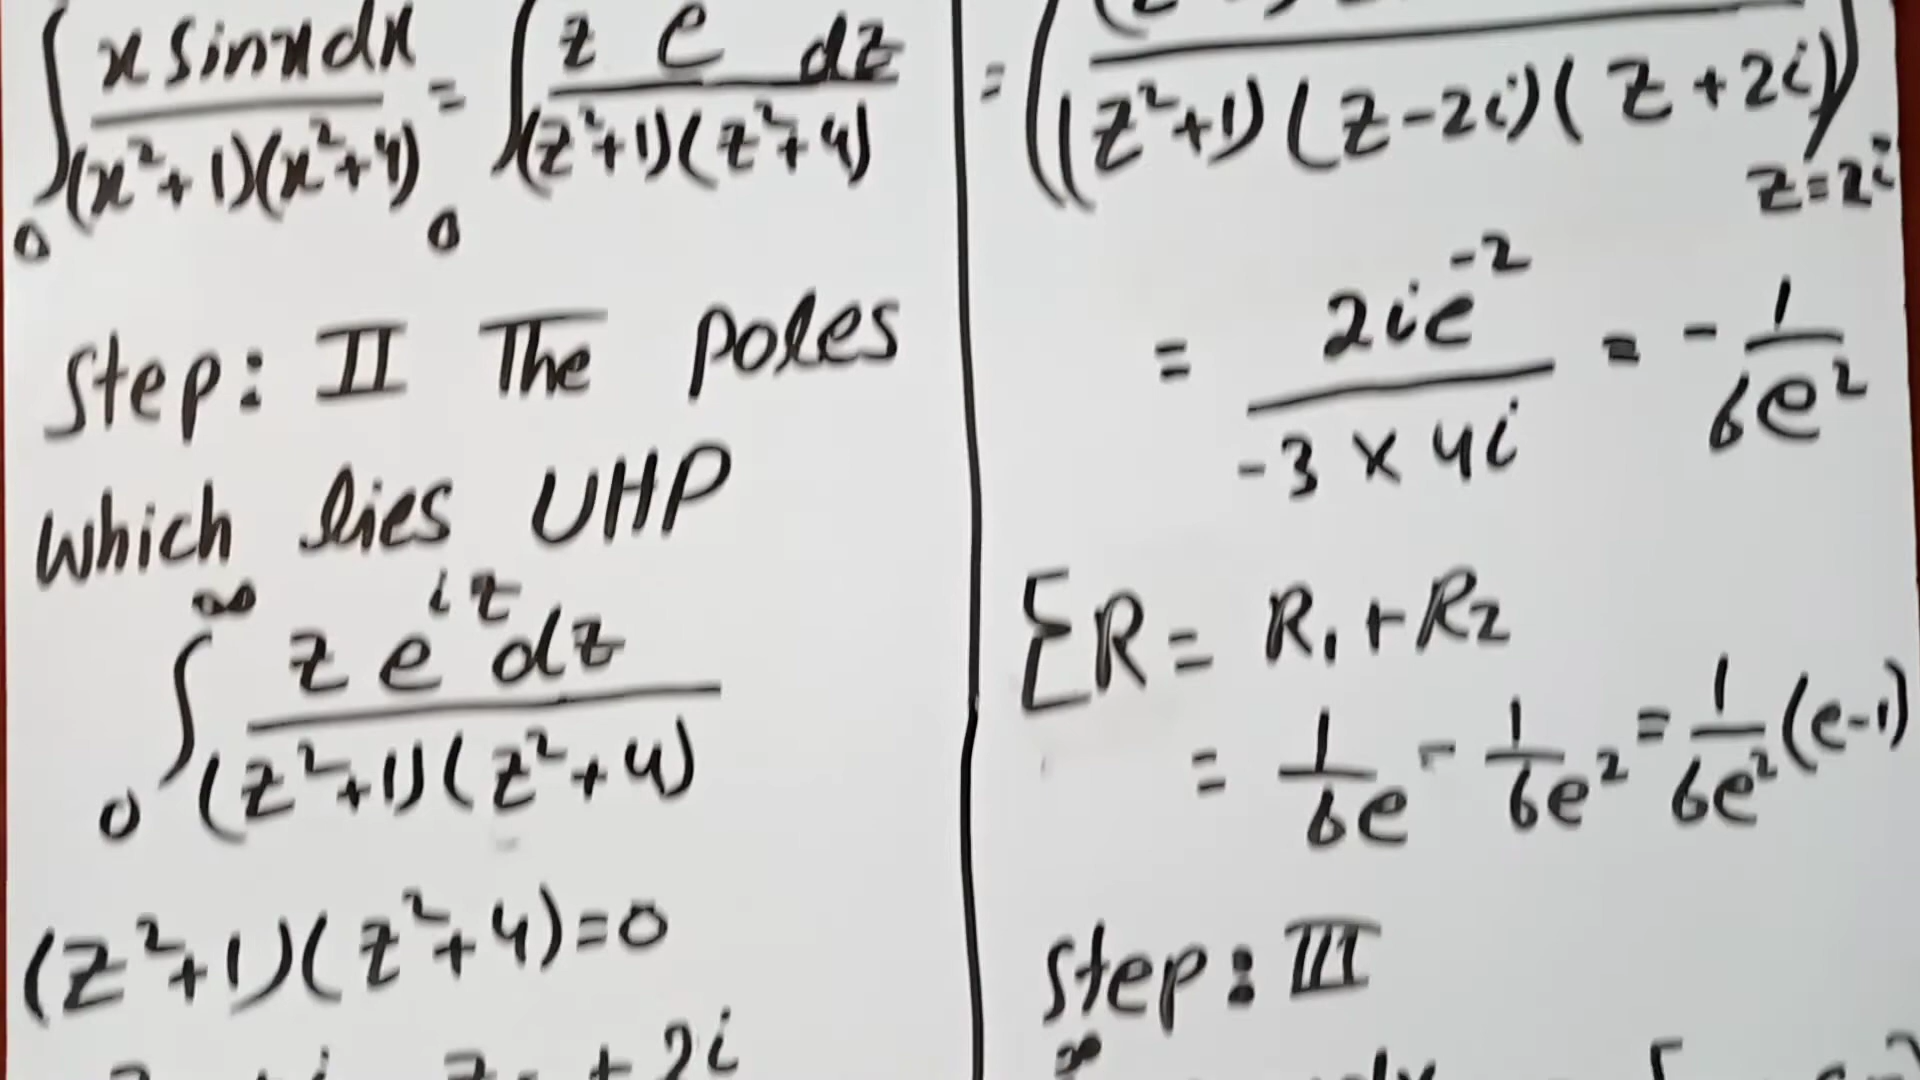 ∫ x sinx dx / (x²+1)(x²+4) = ∫ z e dz / (z²+1)(z²+4)
0 0
Step: II The poles
which lies UHP
∞
∫ z e^{iz} dz / (z²+1)(z²+4)
0
(z²+1)(z²+4)=0
+ 2i
= ( / (z²+1)(z-2i)(z+2i) )
z=2i
= 2ie^{-2} / -3 × 4i = - 1/6e²
ΣR = R₁+R₂
= 1/6e - 1/6e² = 1/6e² (e-1)
Step: III
∞